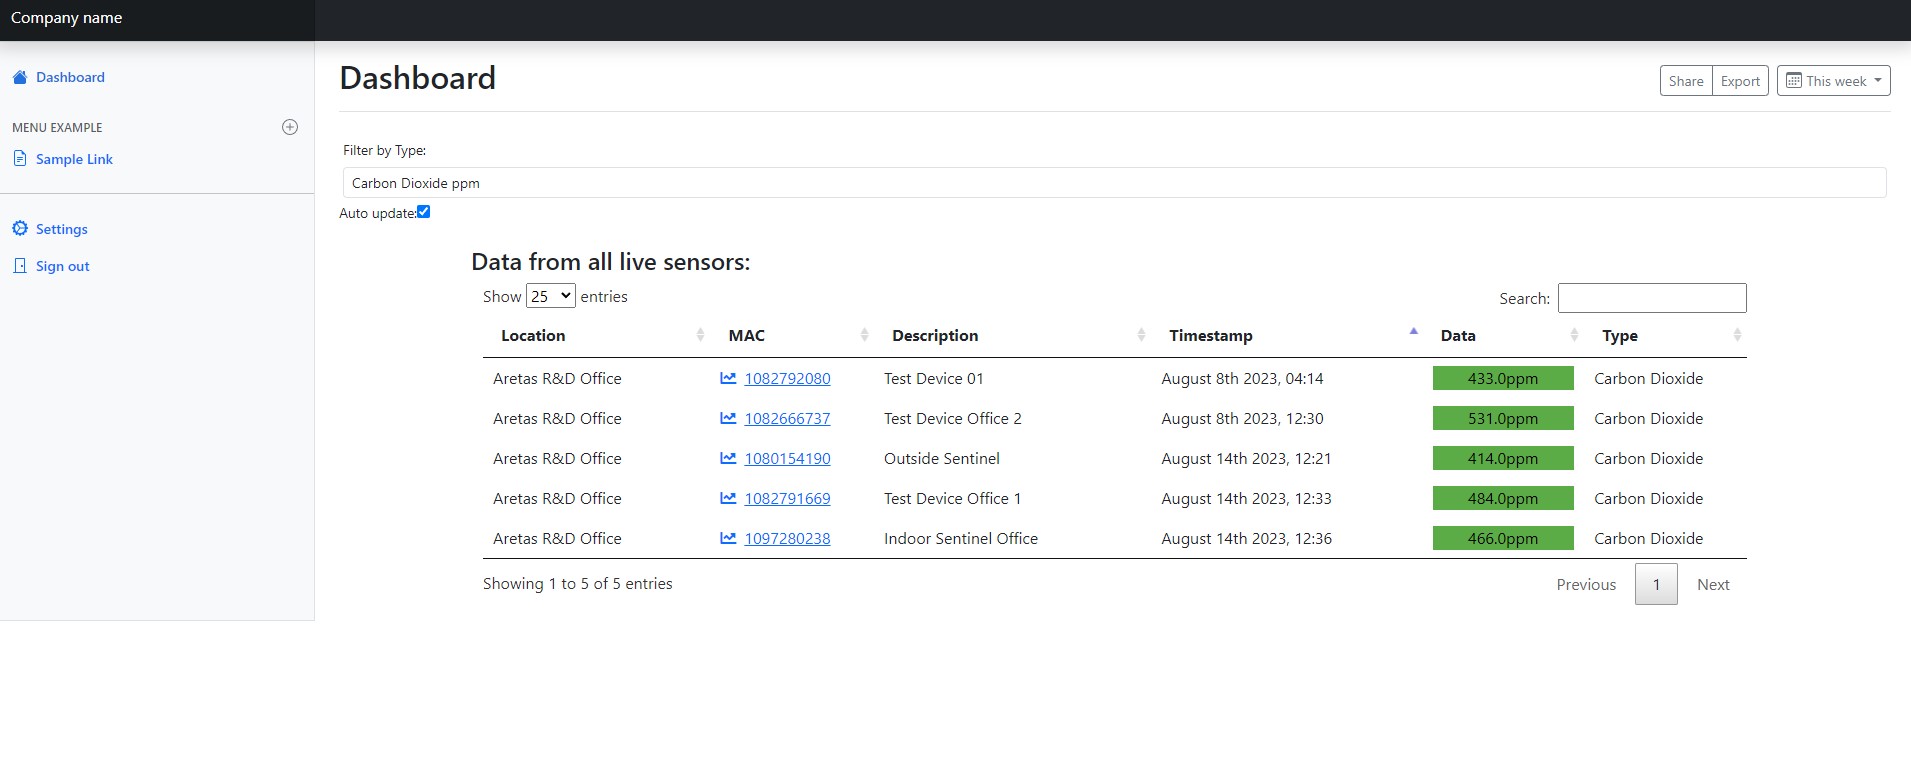 Company name
Dashboard
MENU EXAMPLE
Sample Link
Settings
Sign out
Dashboard
Share Export This week
Filter by Type:
Carbon Dioxide ppm
Auto update:
Data from all live sensors:
Show 25 entries Search:
Location MAC Description Timestamp Data Type
Aretas R&D Office 1082792080 Test Device 01 August 8th 2023, 04:14 433.0ppm Carbon Dioxide
Aretas R&D Office 1082666737 Test Device Office 2 August 8th 2023, 12:30 531.0ppm Carbon Dioxide
Aretas R&D Office 1080154190 Outside Sentinel August 14th 2023, 12:21 414.0ppm Carbon Dioxide
Aretas R&D Office 1082791669 Test Device Office 1 August 14th 2023, 12:33 484.0ppm Carbon Dioxide
Aretas R&D Office 1097280238 Indoor Sentinel Office August 14th 2023, 12:36 466.0ppm Carbon Dioxide
Showing 1 to 5 of 5 entries Previous 1 Next